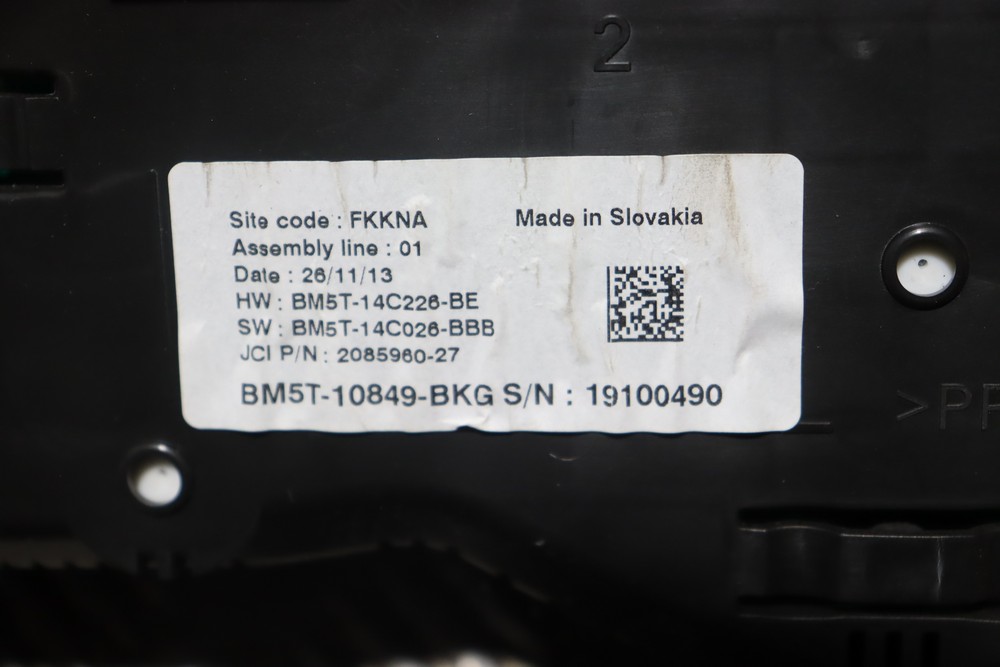 2
Site code : FKKNA
Made in Slovakia
Assembly line : 01
Date : 26/11/13
HW : BM5T-14C226-BE
SW : BM5T-14C026-BBB
JCI P/N : 2085960-27
BM5T-10849-BKG S/N : 19100490
>PP